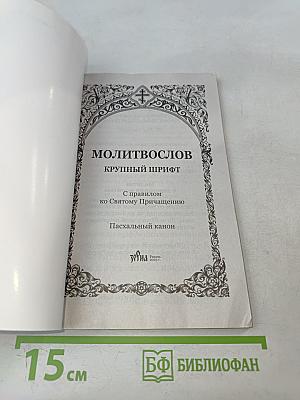 МОЛИТВОСЛОВ
КРУПНЫЙ ШРИФТ
С правилом
ко Святому Причащению
Пасхальный канон
15 см
БФ БИБЛИОФАН